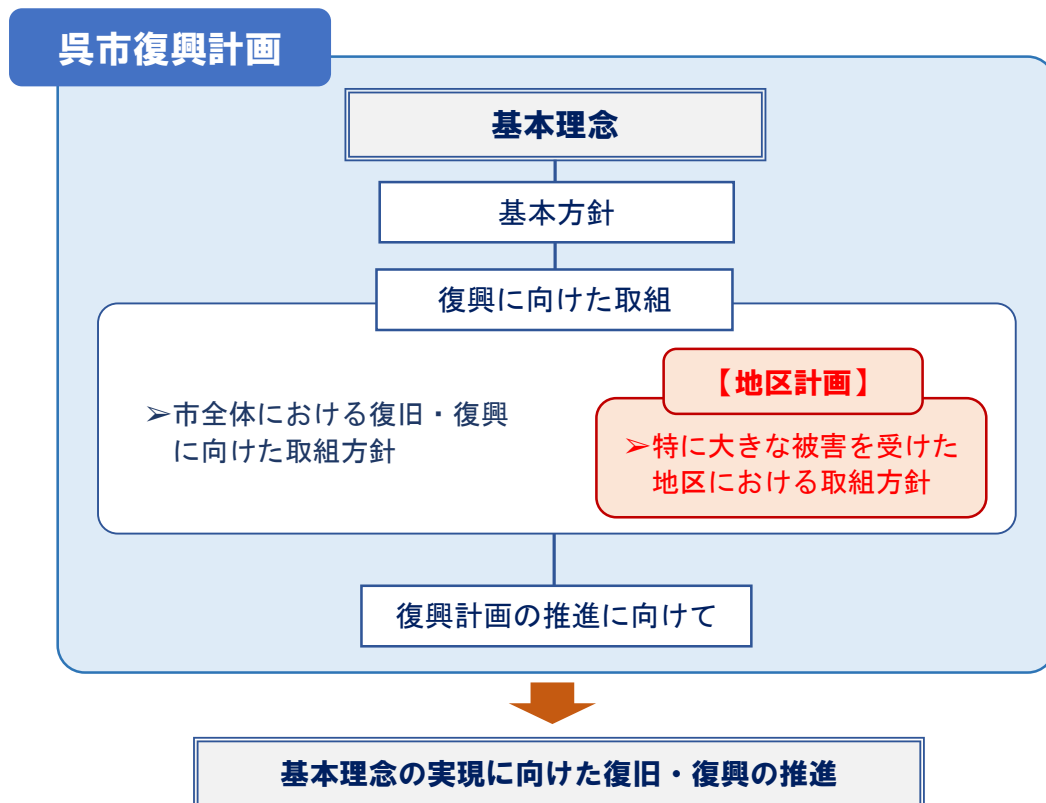 呉市復興計画
基本理念
基本方針
復興に向けた取組
➢市全体における復旧・復興
に向けた取組方針
【地区計画】
➢特に大きな被害を受けた
地区における取組方針
復興計画の推進に向けて
基本理念の実現に向けた復旧・復興の推進